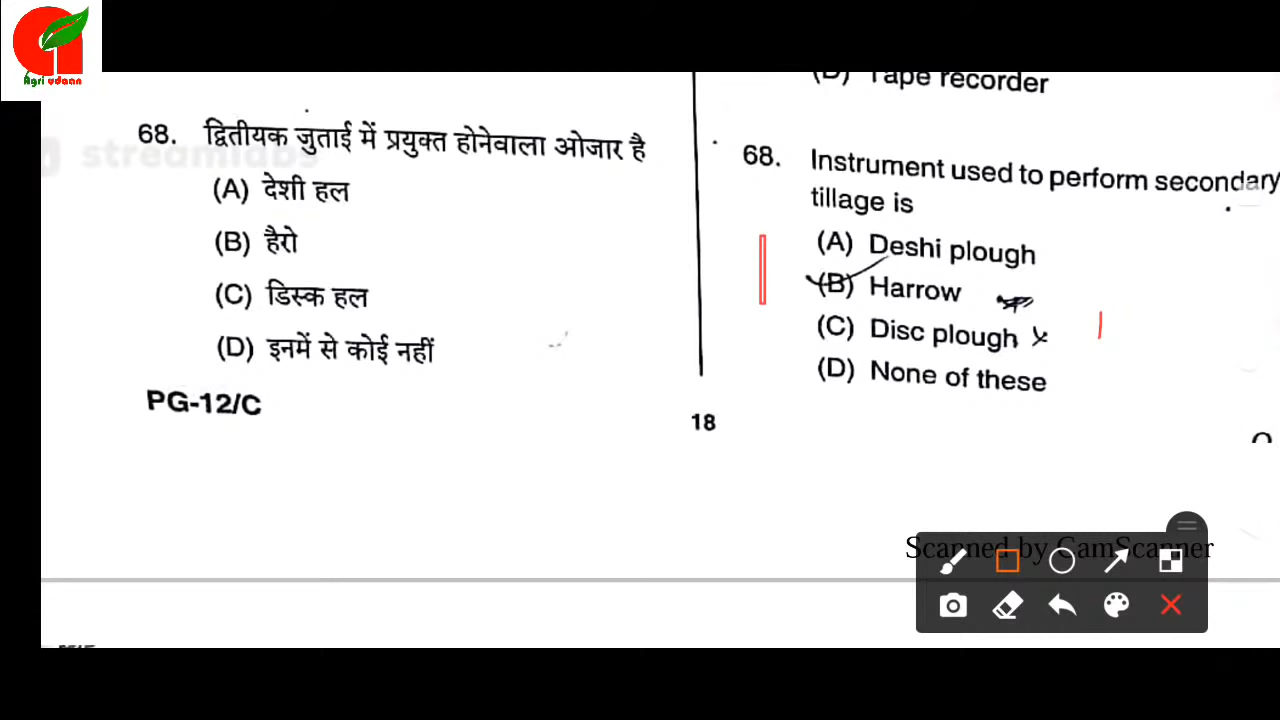 Agri udaan
streamlabs
68. द्वितीयक जुताई में प्रयुक्त होनेवाला ओजार है
(A) देशी हल
(B) हैरो
(C) डिस्क हल
(D) इनमें से कोई नहीं
PG-12/C
(D) Tape recorder
68. Instrument used to perform secondary
tillage is
(A) Deshi plough
(B) Harrow
(C) Disc plough
(D) None of these
18
Scanned by CamScanner